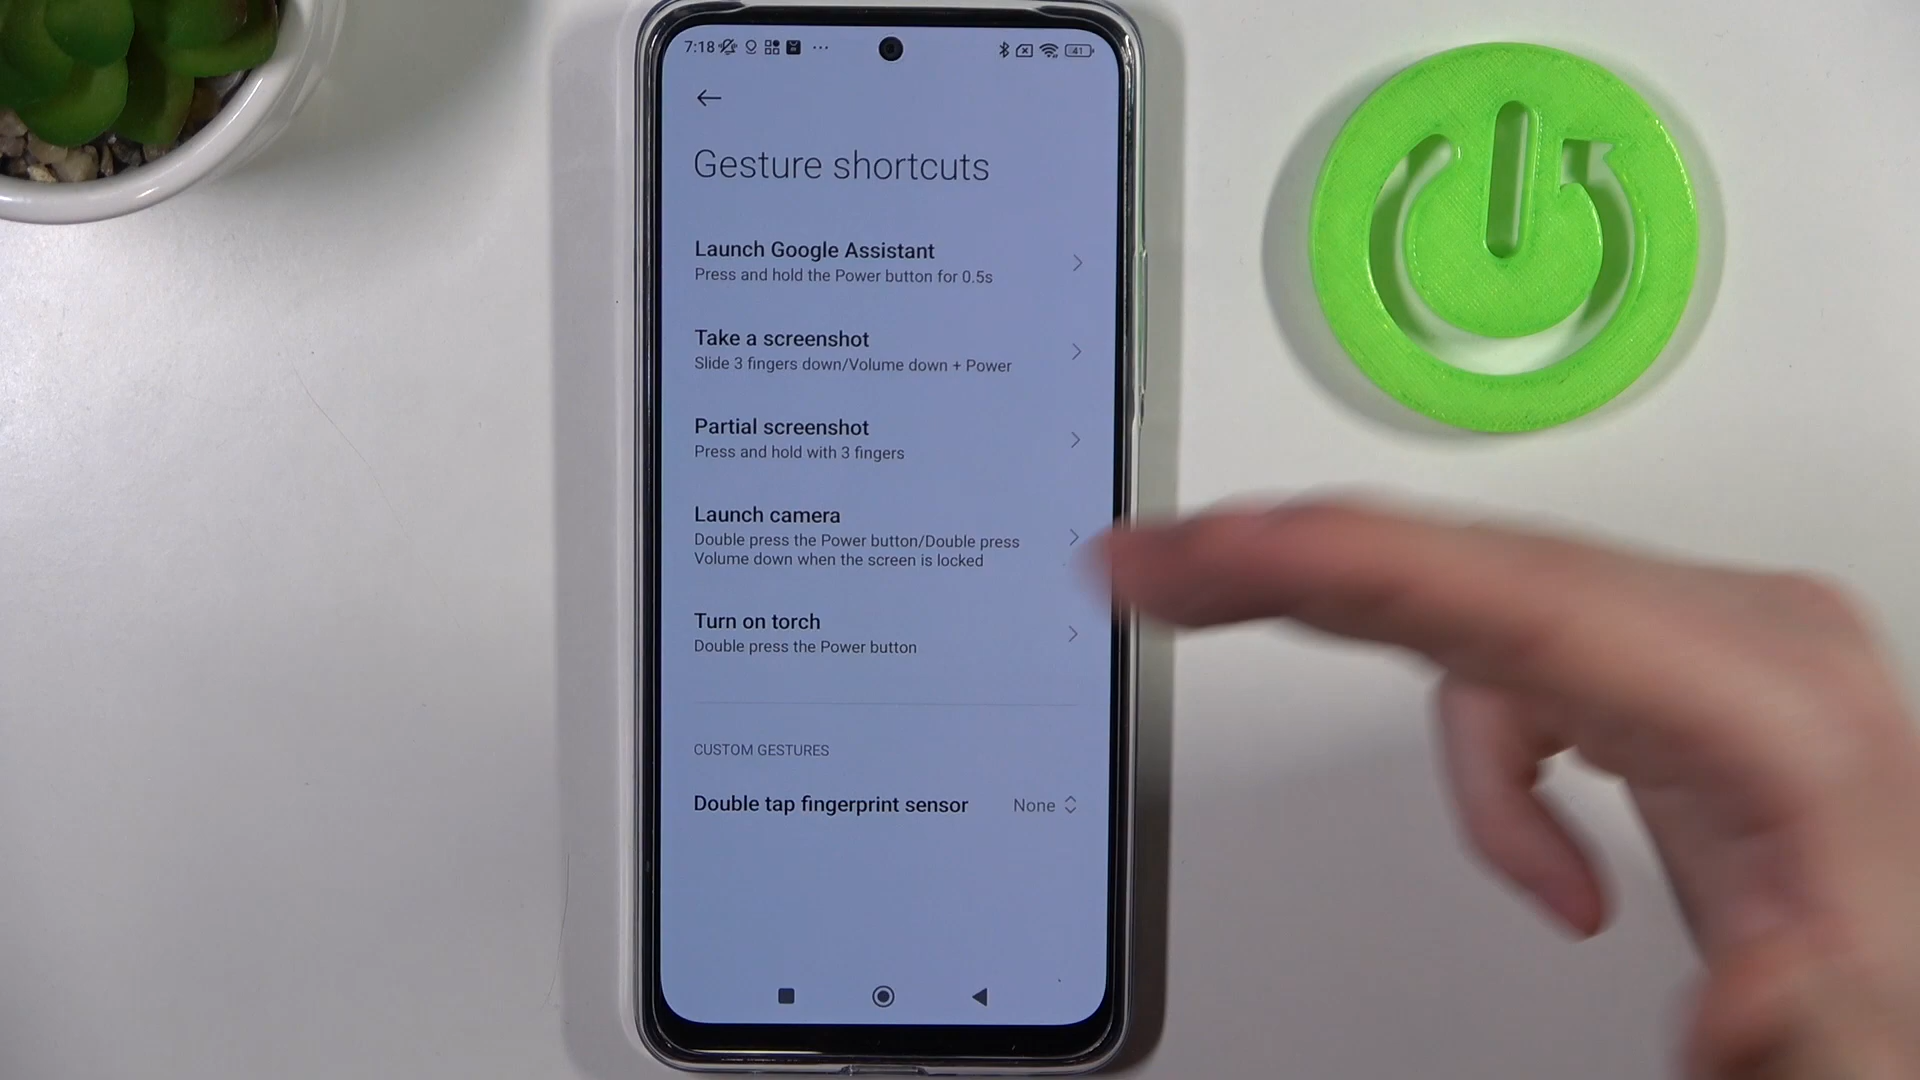 7:18
41
Gesture shortcuts
Launch Google Assistant
Press and hold the Power button for 0.5s
Take a screenshot
Slide 3 fingers down/Volume down + Power
Partial screenshot
Press and hold with 3 fingers
Launch camera
Double press the Power button/Double press
Volume down when the screen is locked
Turn on torch
Double press the Power button
CUSTOM GESTURES
Double tap fingerprint sensor None